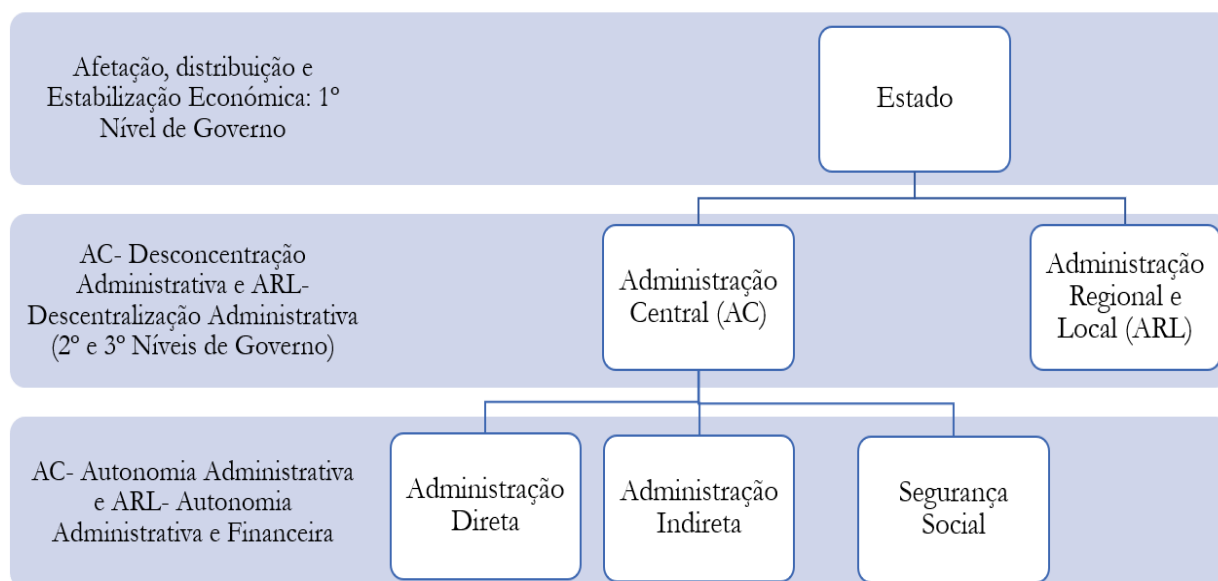 Afetação, distribuição e
Estabilização Económica: 1º
Nível de Governo
Estado
AC- Desconcentração
Administrativa e ARL-
Descentralização Administrativa
(2º e 3º Níveis de Governo)
Administração
Central (AC)
Administração
Regional e
Local (ARL)
AC- Autonomia Administrativa
e ARL- Autonomia
Administrativa e Financeira
Administração
Direta
Administração
Indireta
Segurança
Social